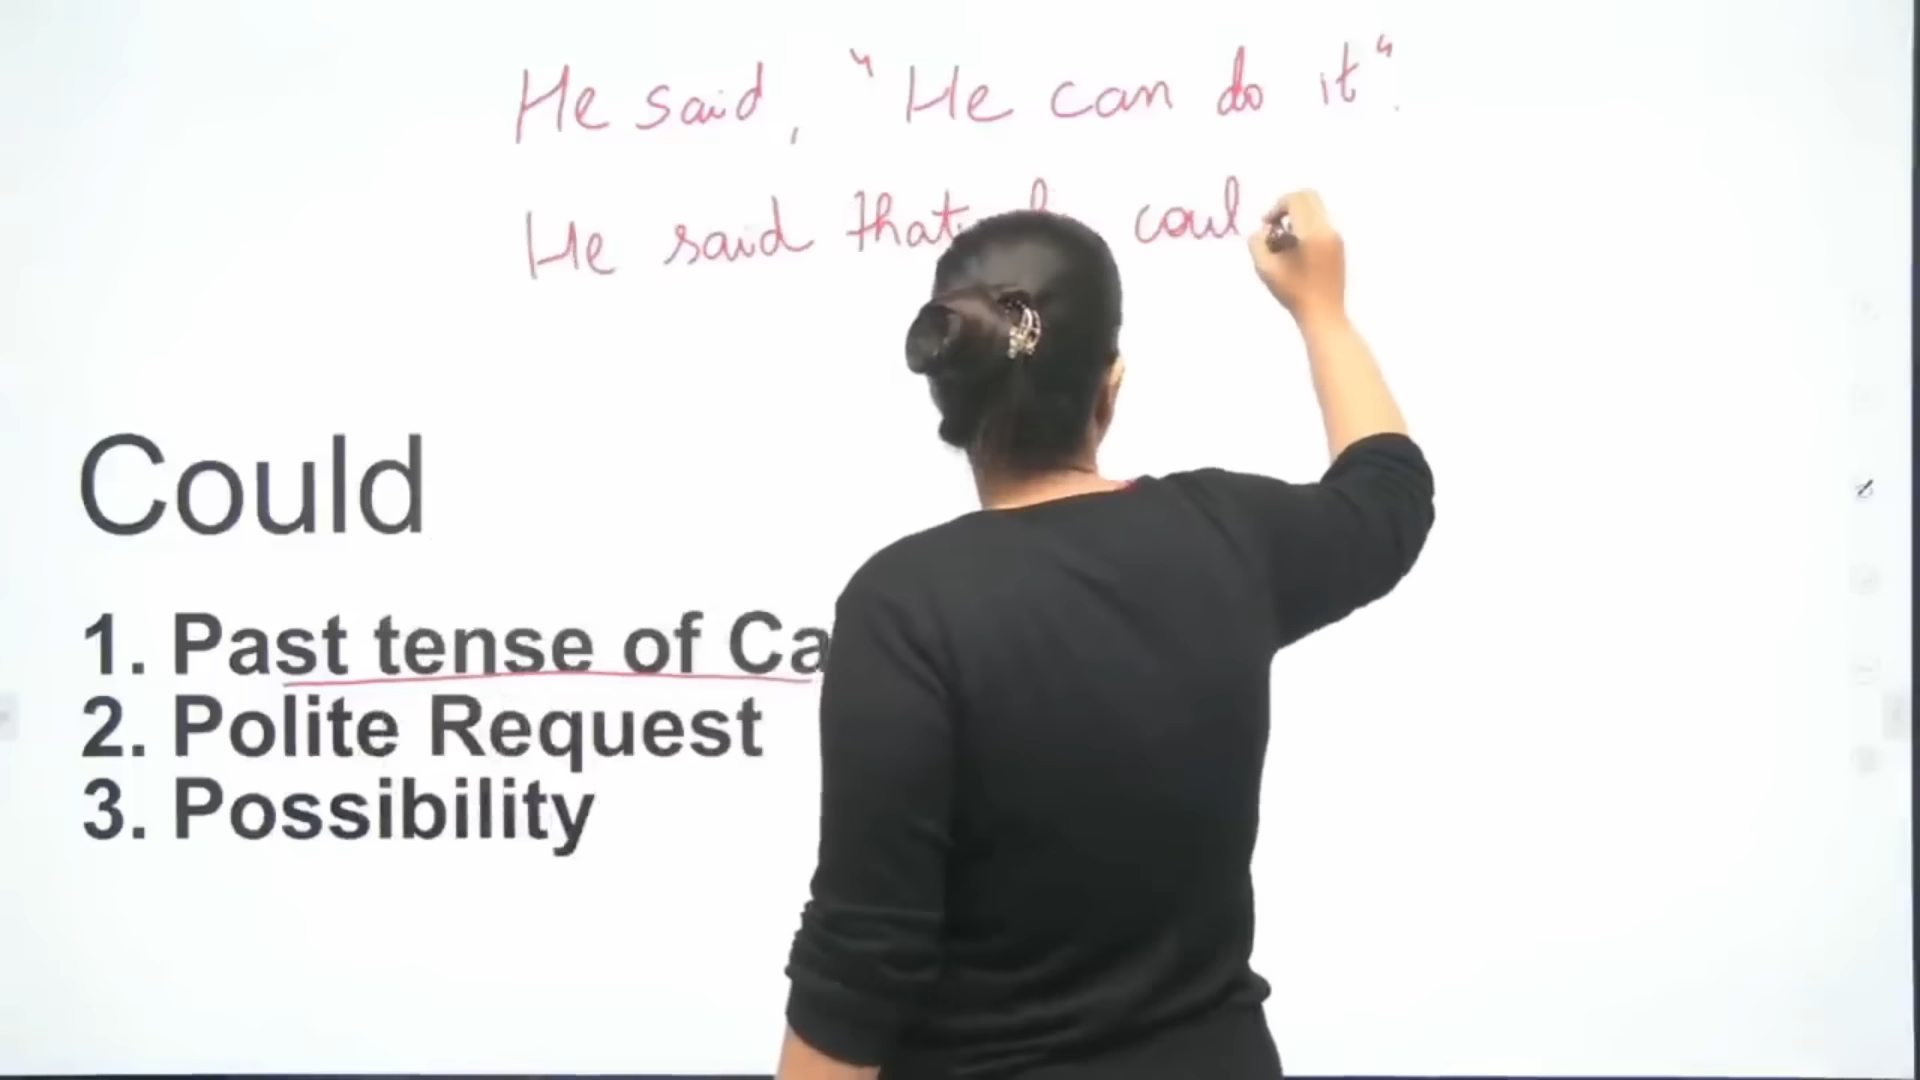 He said, "He can do it".
He said that coul
Could
1. Past tense of Ca
2. Polite Request
3. Possibility